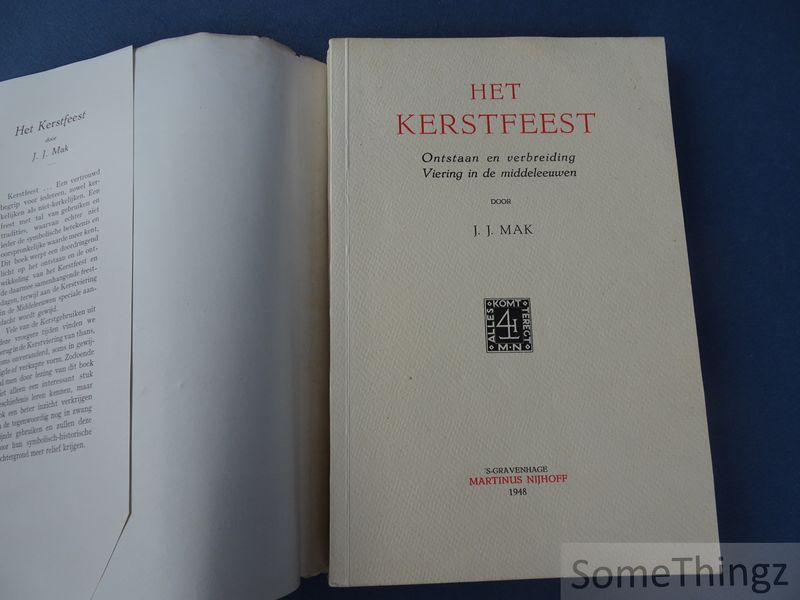 Het Kerstfeest
door
J. J. Mak
Kerstfeest ... Een vertrouwd
begrip voor iedereen, zowel ker-
kelijken als niet-kerkelijken. Een
feest met tal van gebruiken en
tradities, waarvan echter niet
ieder de symbolische betekenis en
oorspronkelijke waarde meer kent.
Dit boek werpt een doordringend
licht op het ontstaan en de ont-
wikkeling van het Kerstfeest en
de daarmee samenhangende feest-
dagen, terwijl aan de Kerstviering
in de Middeleeuwen speciale aan-
dacht wordt gewijd.
Vele van de Kerstgebruiken uit
deze vroegere tijden vinden we
terug in de Kerstviering van thans,
soms onveranderd, soms in gewij-
zigde of verkapte vorm. Zodoende
zal men door lezing van dit boek
niet alleen een interessant stuk
geschiedenis leren kennen, maar
ook een beter inzicht verkrijgen
in de tegenwoordig nog in zwang
zijnde gebruiken en zullen deze
door hun symbolisch-historische
achtergrond meer relief krijgen.
HET
KERSTFEEST
Ontstaan en verbreiding
Viering in de middeleeuwen
DOOR
J. J. MAK
ALLES KOMT TERECT
M·N
'S-GRAVENHAGE
MARTINUS NIJHOFF
1948
SomeThingz